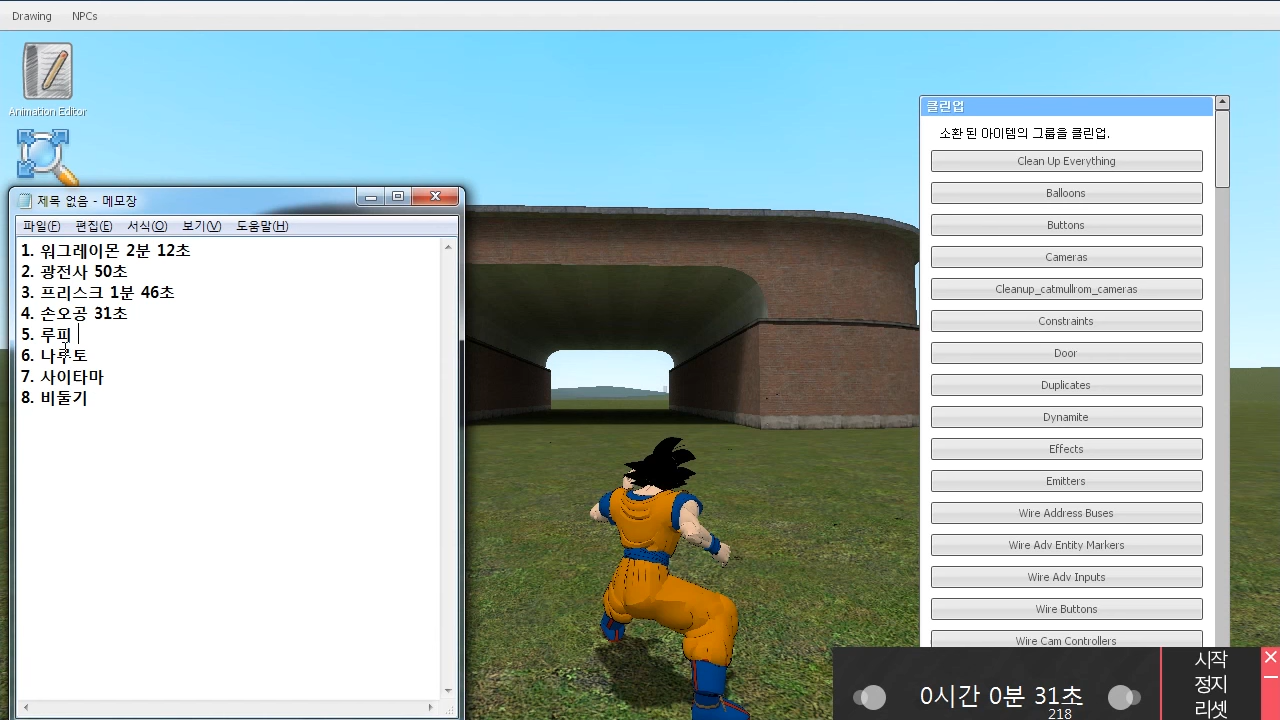 Drawing NPCs
Animation Editor
제목 없음 - 메모장
파일(F) 편집(E) 서식(O) 보기(V) 도움말(H)
1. 워그레이몬 2분 12초
2. 광전사 50초
3. 프리스크 1분 46초
4. 손오공 31초
5. 루피
6. 나루토
7. 사이타마
8. 비둘기
클린업
소환 된 아이템의 그룹을 클린업.
Clean Up Everything
Balloons
Buttons
Cameras
Cleanup_catmullrom_cameras
Constraints
Door
Duplicates
Dynamite
Effects
Emitters
Wire Address Buses
Wire Adv Entity Markers
Wire Adv Inputs
Wire Buttons
Wire Cam Controllers
0시간 0분 31초
218
시작
정지
리셋